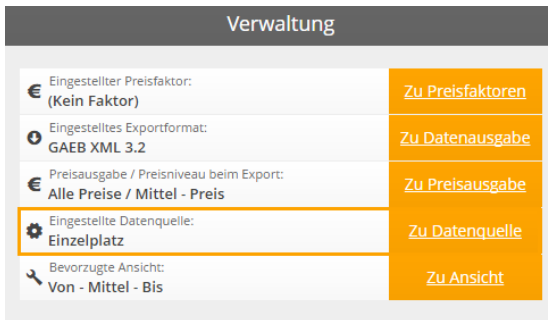 Verwaltung
Eingestellter Preisfaktor:
(Kein Faktor)
Zu Preisfaktoren
Eingestelltes Exportformat:
GAEB XML 3.2
Zu Datenausgabe
Preisausgabe / Preisniveau beim Export:
Alle Preise / Mittel - Preis
Zu Preisausgabe
Eingestellte Datenquelle:
Einzelplatz
Zu Datenquelle
Bevorzugte Ansicht:
Von - Mittel - Bis
Zu Ansicht